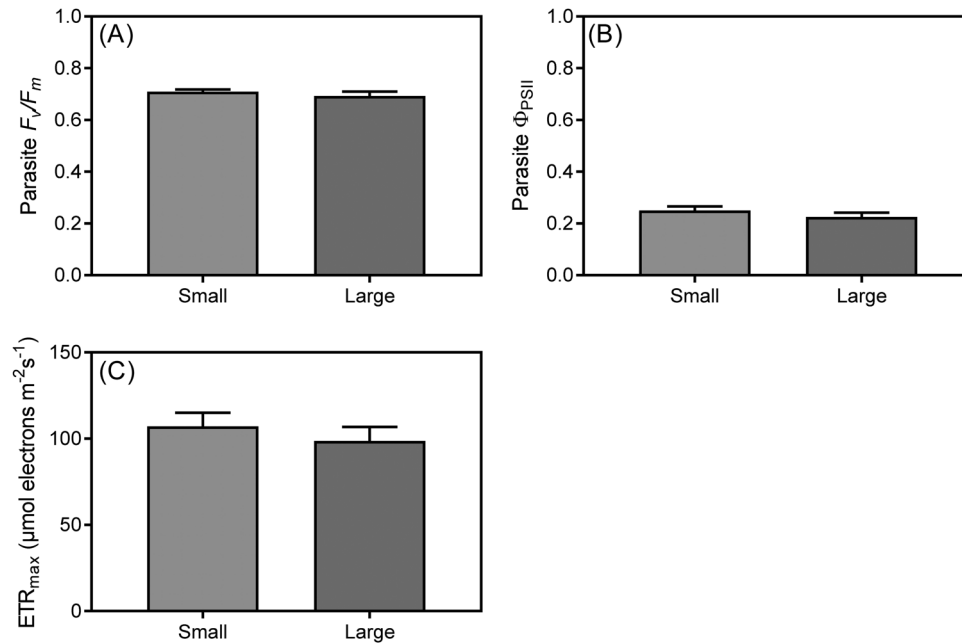 (A)
Parasite Fv/Fm
1.0
0.8
0.6
0.4
0.2
0.0
Small Large
(B)
Parasite ΦPSII
1.0
0.8
0.6
0.4
0.2
0.0
Small Large
(C)
ETRmax (µmol electrons m⁻²s⁻¹)
150
100
50
0
Small Large